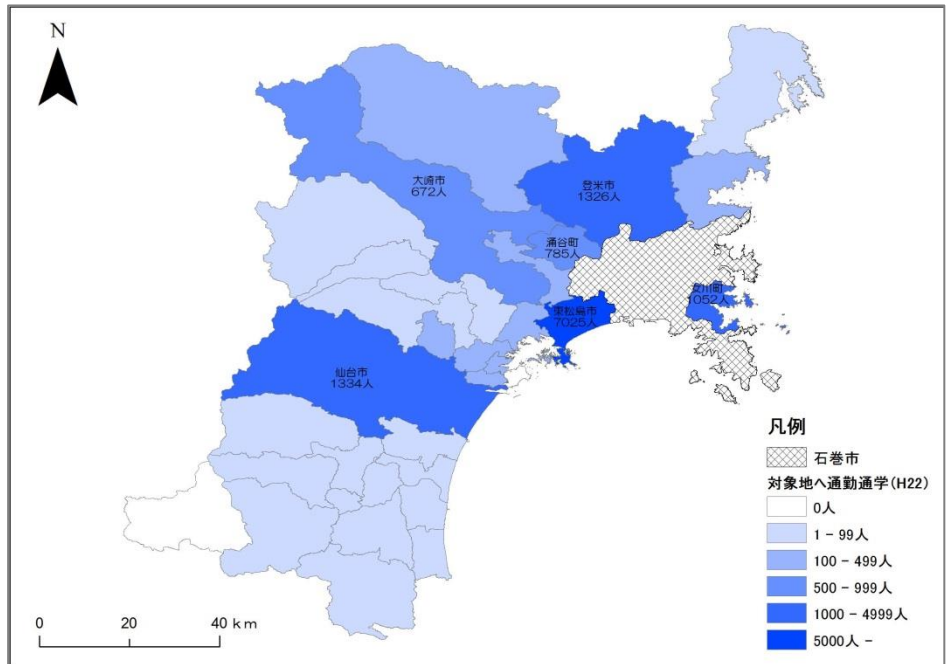 N
大崎市
672人
登米市
1326人
涌谷町
785人
女川町
1052人
東松島市
7025人
仙台市
1334人
凡例
石巻市
対象地へ通勤通学(H22)
0人
1 - 99人
100 - 499人
500 - 999人
1000 - 4999人
5000人 -
0 20 40 km